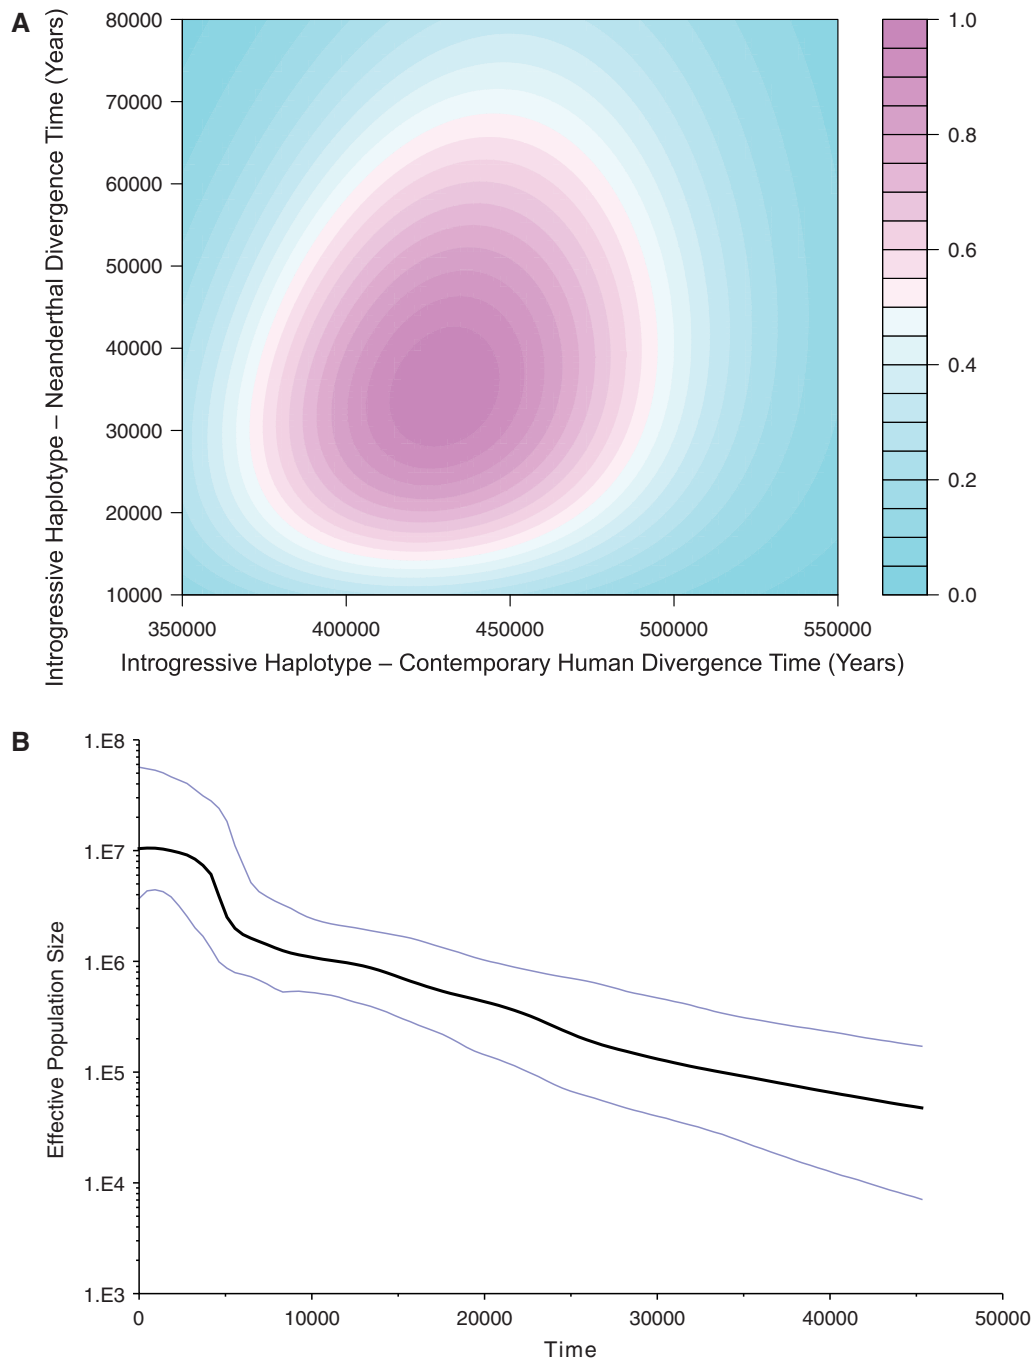 A
Introgressive Haplotype – Neanderthal Divergence Time (Years)
80000
70000
60000
50000
40000
30000
20000
10000
350000 400000 450000 500000 550000
Introgressive Haplotype – Contemporary Human Divergence Time (Years)
1.0
0.8
0.6
0.4
0.2
0.0
B
Effective Population Size
1.E8
1.E7
1.E6
1.E5
1.E4
1.E3
0 10000 20000 30000 40000 50000
Time